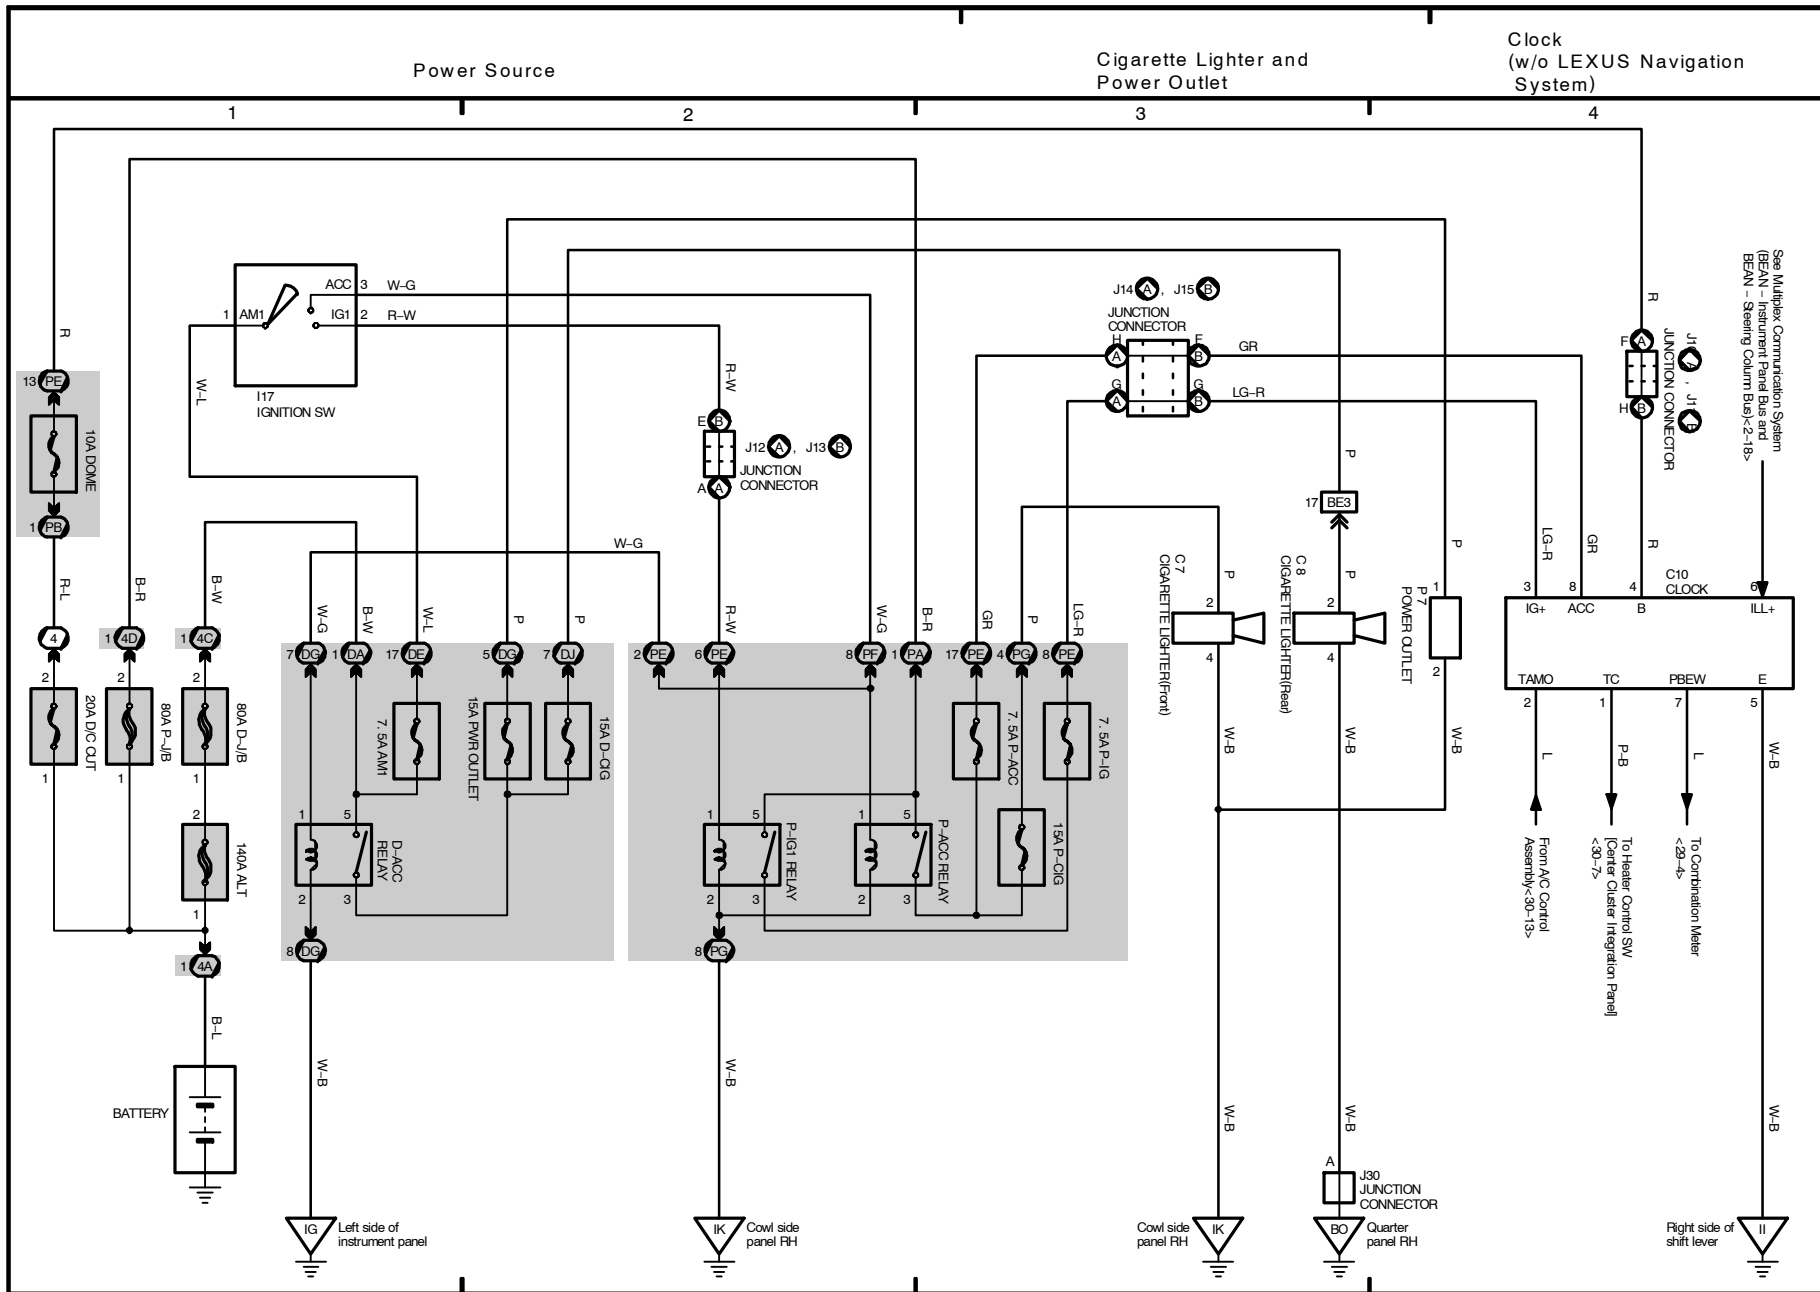 Power Source
Cigarette Lighter and
Power Outlet
Clock
(w/o LEXUS Navigation
System)
1
2
3
4
R
13 PE
10A DOME
1 PB
R-L
4
2
20A D/C CUT
1
B-R
1 4D
2
80A P-J/B
1
B-W
1 4C
2
80A D-J/B
1
2
140A ALT
1
1 4A
B-L
BATTERY
ACC 3 W-G
1 AM1
IG1 2 R-W
I17
IGNITION SW
W-L
W-G
7 DG
B-W
1 DA
W-L
17 DE
P
5 DG
P
7 DJ
7. 5A AM1
15A PWR OUTLET
15A D-CIG
1
5
D-ACC
RELAY
2
3
8 DG
W-B
IG
Left side of
instrument panel
W-G
R-W
E B
J12 A , J13 B
JUNCTION
CONNECTOR
A A
R-W
2 PE
6 PE
W-G
8 PF
B-R
1 PA
GR
17 PE
P
4 PG
LG-R
8 PE
7. 5A P-ACC
7. 5A P-IG
15A P-CIG
1
5
P-IG1 RELAY
2
3
1
5
P-ACC RELAY
2
3
8 PG
W-B
IK
Cowl side
panel RH
J14 A , J15 B
JUNCTION
CONNECTOR
H
A
F
B
GR
G
A
G
B
LG-R
P
2
C 7
CIGARETTE LIGHTER(Front)
4
W-B
W-B
Cowl side
panel RH
IK
P
17 BE3
P
2
C 8
CIGARETTE LIGHTER(Rear)
4
W-B
W-B
A
J30
JUNCTION
CONNECTOR
BO
Quarter
panel RH
P
1
P 7
POWER OUTLET
2
W-B
R
F A
JUNCTION CONNECTOR
H B
LG-R
GR
R
See Multiplex Communication System
(BEAN - Instrument Panel Bus and
BEAN - Steering Column Bus)<2-18>
C10
CLOCK
3
8
4
6
IG+
ACC
B
ILL+
TAMO
TC
PBEW
E
2
1
7
5
L
P-B
L
W-B
From A/C Control
Assembly<30-13>
To Heater Control SW
[Center Cluster Integration Panel]
<30-7>
To Combination Meter
<29-4>
W-B
Right side of
shift lever
II